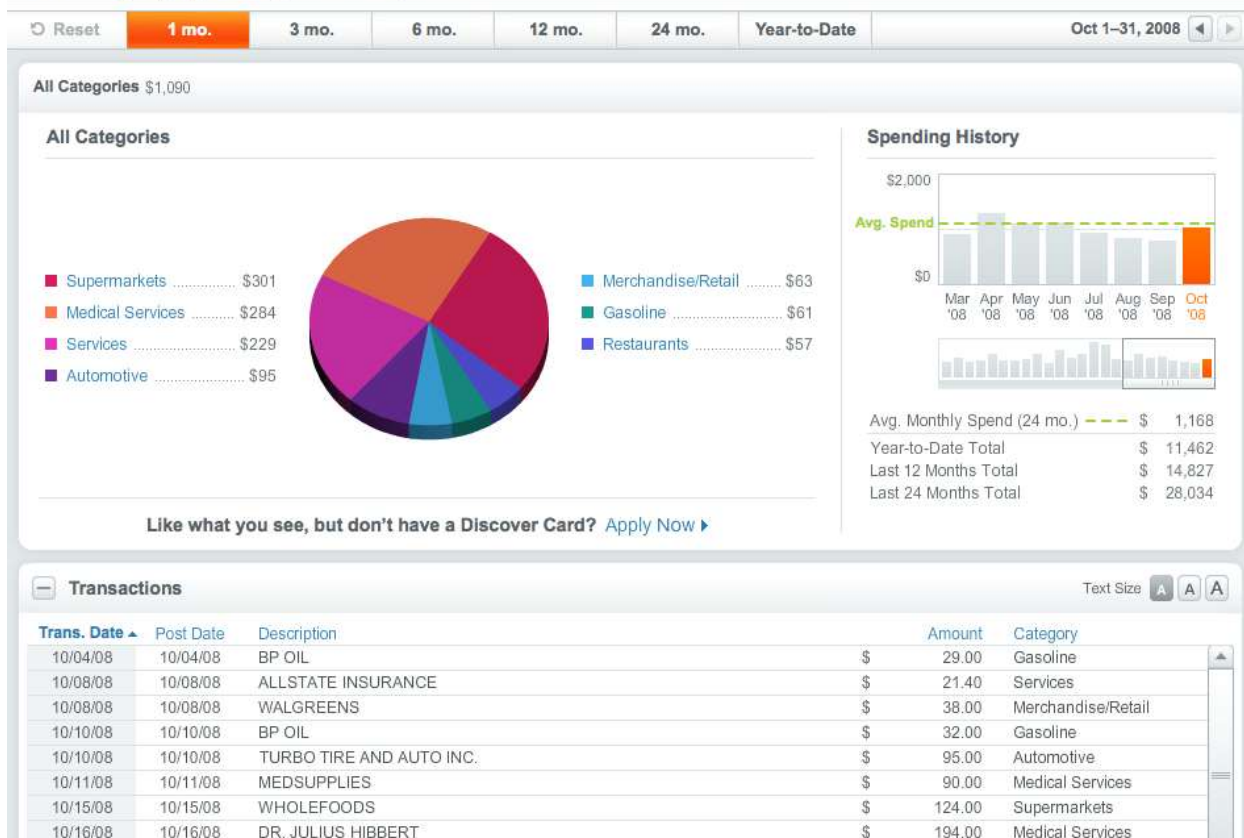 Reset 1 mo. 3 mo. 6 mo. 12 mo. 24 mo. Year-to-Date Oct 1–31, 2008
All Categories $1,090
All Categories
Supermarkets .............. $301
Medical Services .......... $284
Services ...................... $229
Automotive ...................... $95
Merchandise/Retail ........ $63
Gasoline ........................ $61
Restaurants .................... $57
Like what you see, but don't have a Discover Card? Apply Now
Spending History
$2,000
Avg. Spend
$0
Mar '08 Apr '08 May '08 Jun '08 Jul '08 Aug '08 Sep '08 Oct '08
Avg. Monthly Spend (24 mo.) $ 1,168
Year-to-Date Total $ 11,462
Last 12 Months Total $ 14,827
Last 24 Months Total $ 28,034
Transactions Text Size A A A
Trans. Date Post Date Description Amount Category
10/04/08 10/04/08 BP OIL $ 29.00 Gasoline
10/08/08 10/08/08 ALLSTATE INSURANCE $ 21.40 Services
10/08/08 10/08/08 WALGREENS $ 38.00 Merchandise/Retail
10/10/08 10/10/08 BP OIL $ 32.00 Gasoline
10/10/08 10/10/08 TURBO TIRE AND AUTO INC. $ 95.00 Automotive
10/11/08 10/11/08 MEDSUPPLIES $ 90.00 Medical Services
10/15/08 10/15/08 WHOLEFOODS $ 124.00 Supermarkets
10/16/08 10/16/08 DR. JULIUS HIBBERT $ 194.00 Medical Services